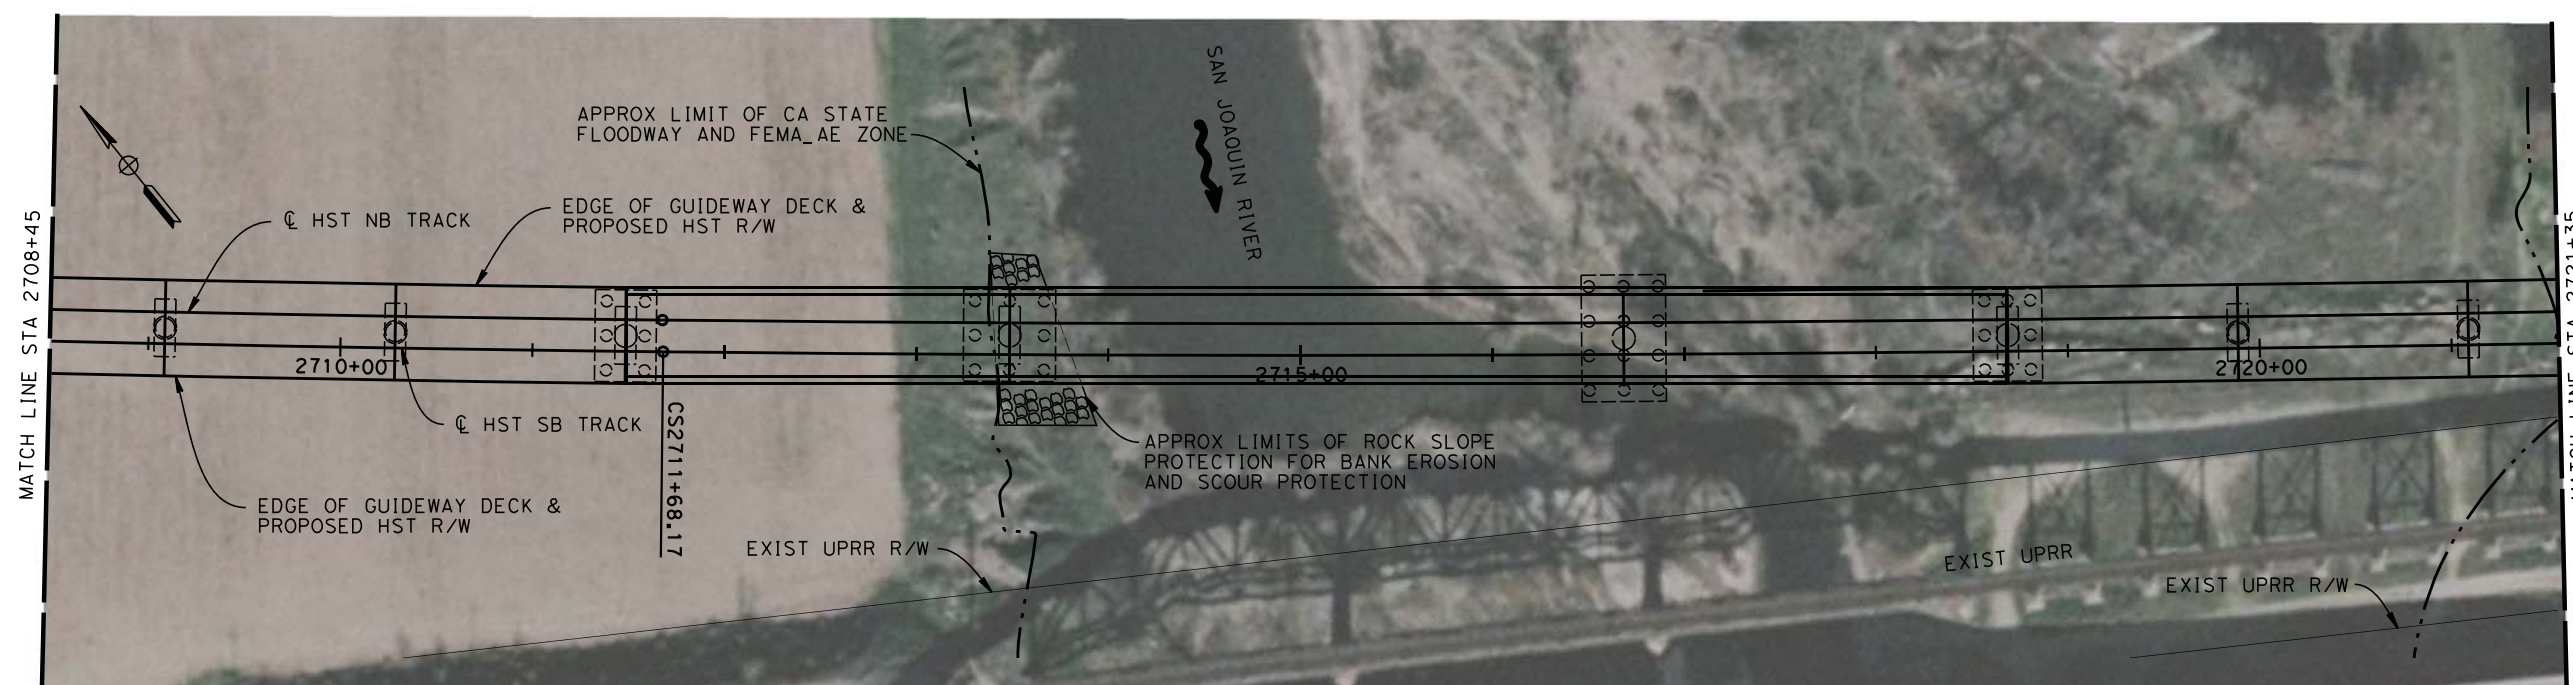 MATCH LINE STA 2708+45
APPROX LIMIT OF CA STATE
FLOODWAY AND FEMA_AE ZONE
SAN JOAQUIN RIVER
℄ HST NB TRACK
EDGE OF GUIDEWAY DECK &
PROPOSED HST R/W
2710+00
2715+00
2720+00
℄ HST SB TRACK
CS2711+68.17
APPROX LIMITS OF ROCK SLOPE
PROTECTION FOR BANK EROSION
AND SCOUR PROTECTION
EDGE OF GUIDEWAY DECK &
PROPOSED HST R/W
EXIST UPRR R/W
EXIST UPRR
EXIST UPRR R/W